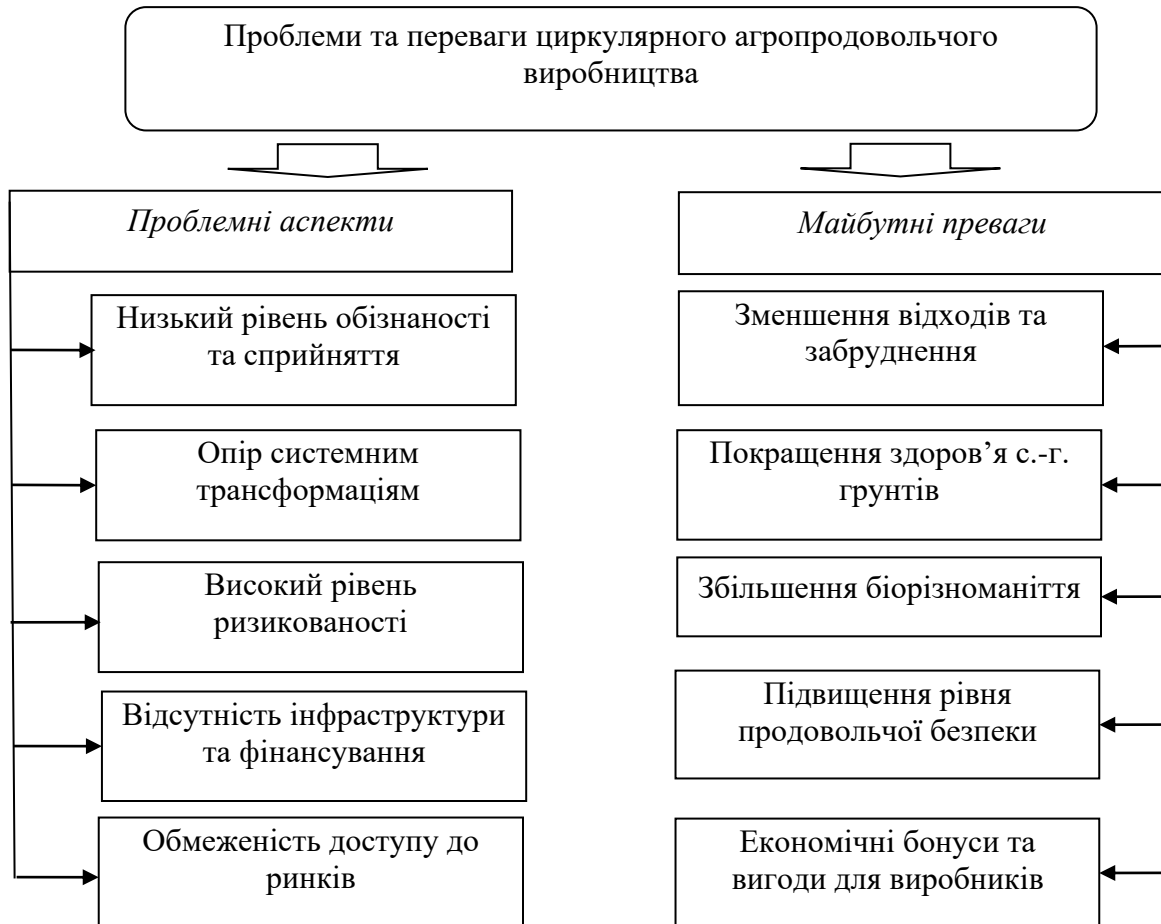 Проблеми та переваги циркулярного агропродовольчого
виробництва
Проблемні аспекти
Низький рівень обізнаності
та сприйняття
Опір системним
трансформаціям
Високий рівень
ризикованості
Відсутність інфраструктури
та фінансування
Обмеженість доступу до
ринків
Майбутні преваги
Зменшення відходів та
забруднення
Покращення здоров’я с.-г.
грунтів
Збільшення біорізноманіття
Підвищення рівня
продовольчої безпеки
Економічні бонуси та
вигоди для виробників